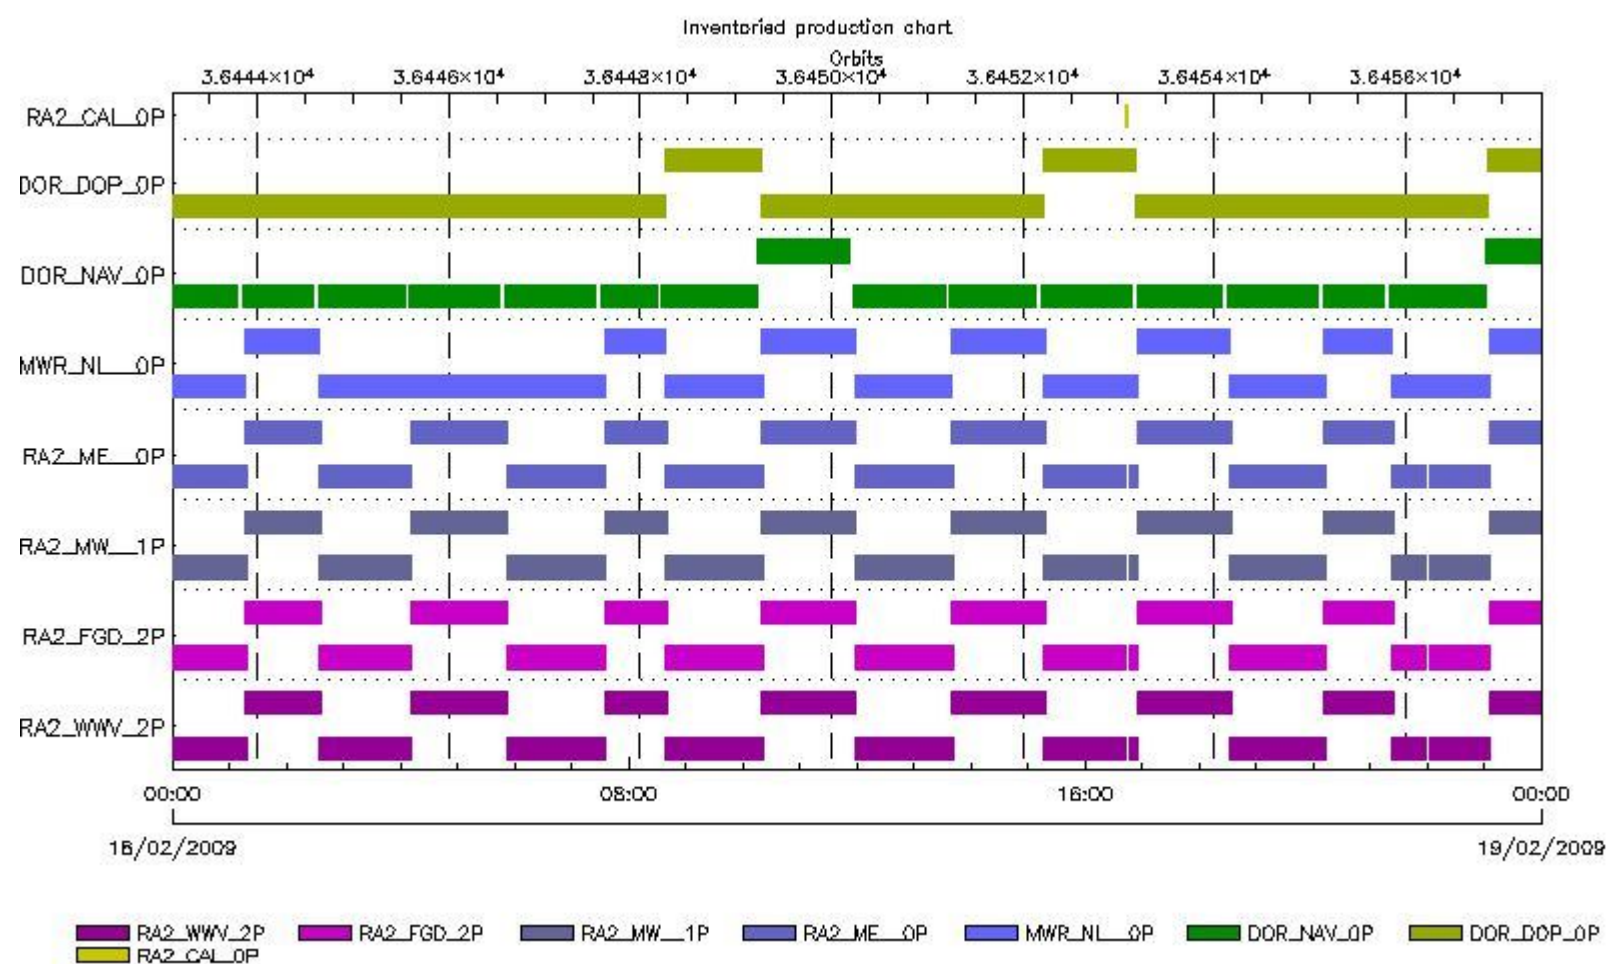 Inventoried production chart
Orbits
3.6444×10⁴ 3.6446×10⁴ 3.6448×10⁴ 3.6450×10⁴ 3.6452×10⁴ 3.6454×10⁴ 3.6456×10⁴
RA2_CAL_0P
DOR_DOP_0P
DOR_NAV_0P
MWR_NL__0P
RA2_ME__0P
RA2_MW__1P
RA2_FGD_2P
RA2_WWV_2P
00:00 08:00 16:00 00:00
18/02/2009 19/02/2009
RA2_WWV_2P RA2_FGD_2P RA2_MW__1P RA2_ME__0P MWR_NL__0P DOR_NAV_0P DOR_DOP_0P
RA2_CAL_0P